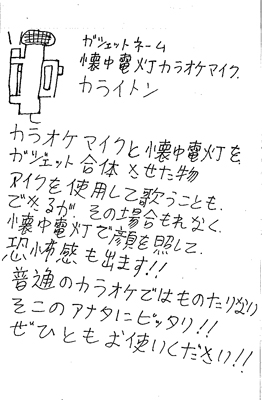 ガジェットネーム
懐中電灯カラオケマイク
カライトン
カラオケマイクと懐中電灯を
ガジェット合体させた物
マイクを使用して歌うことも、
できるが、その場合もれなく
懐中電灯で顔を照して、
恐怖感も出ます!!
普通のカラオケではものたりない
そこのアナタにピッタリ!!
ぜひともお使いください!!